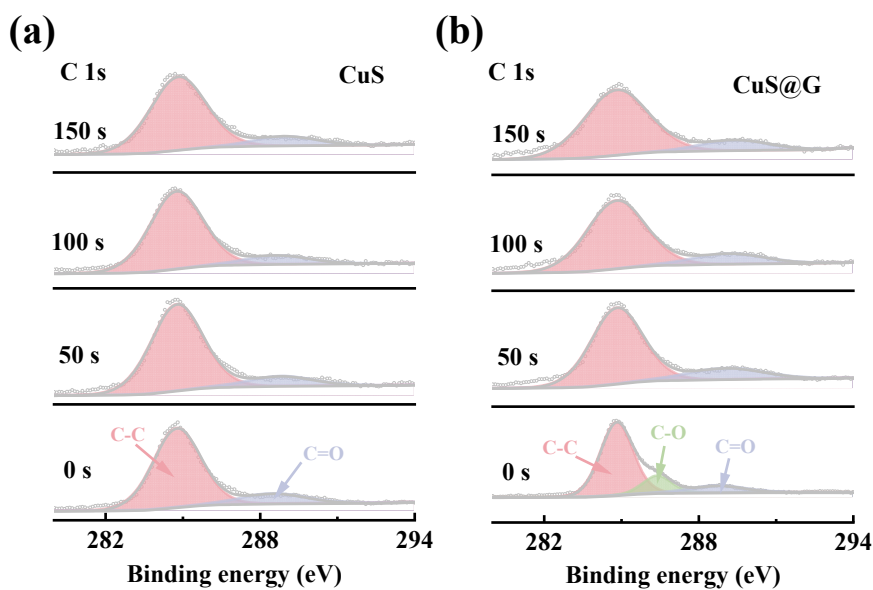 (a)
C 1s
CuS
150 s
100 s
50 s
C-C
C=O
0 s
282
288
294
Binding energy (eV)
(b)
C 1s
CuS@G
150 s
100 s
50 s
C-C
C-O
C=O
0 s
282
288
294
Binding energy (eV)